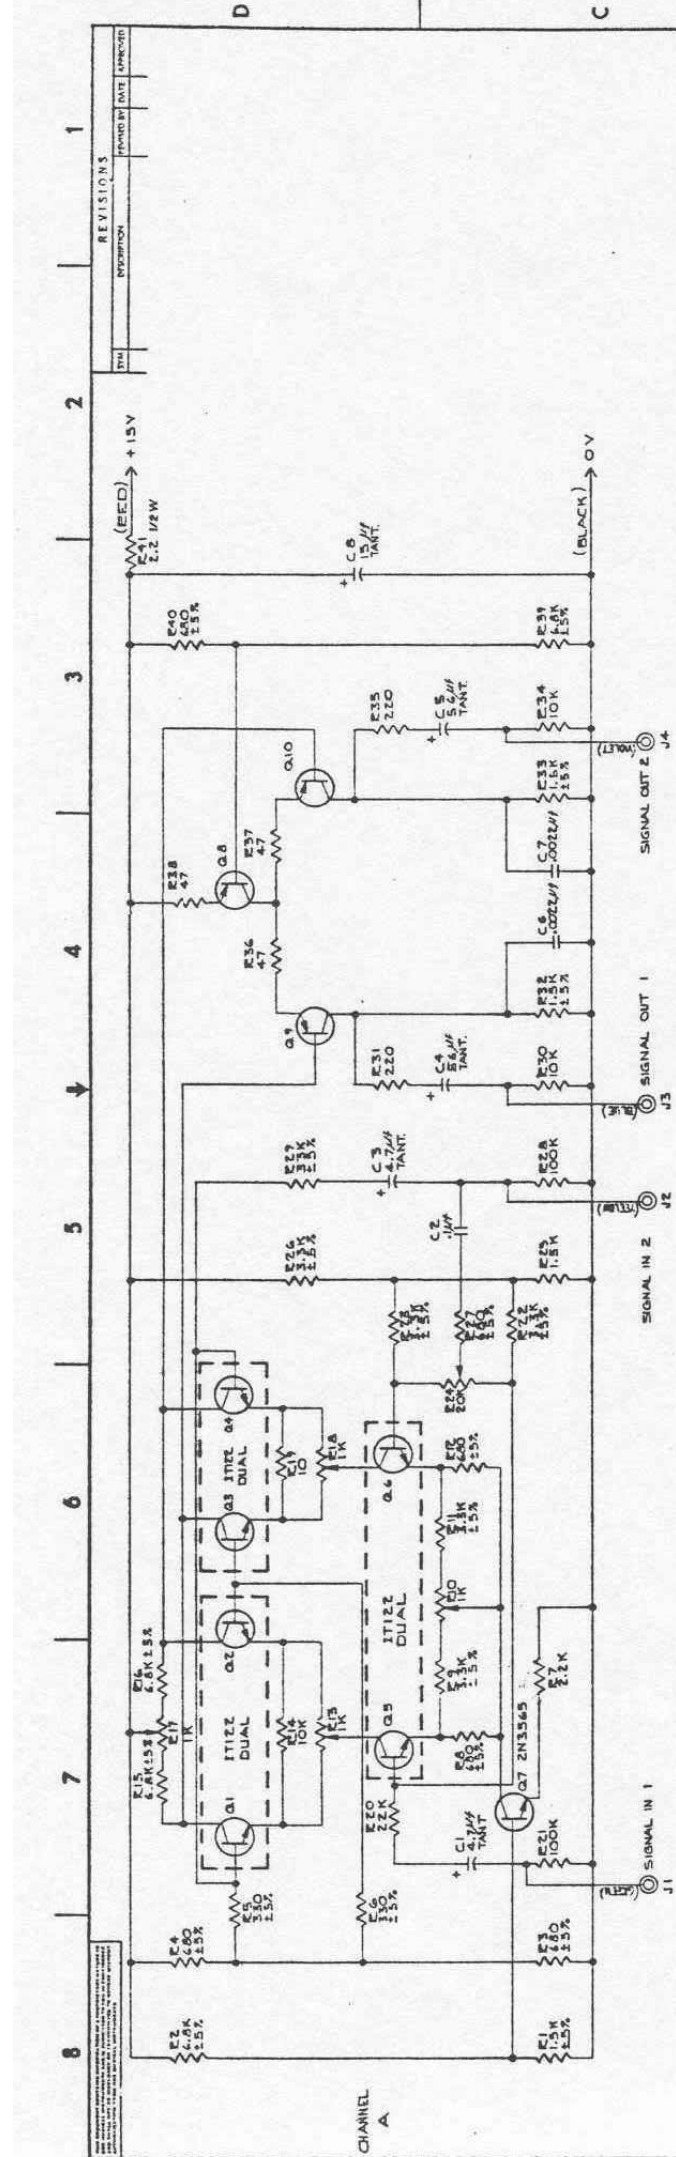 D
C
1
2
3
4
5
6
7
8
REVISIONS
SYM
DESCRIPTION
REVISED BY
DATE
APPROVED
(RED)
+15V
R41
2.2 1/2W
C8
15µf
TANT.
(BLACK)
0V
R40
680
±5%
R39
6.8K
±5%
R38
47
Q8
R36
47
R37
47
Q9
Q10
R35
220
C5
56µf
TANT.
R34
10K
R33
1.5K
±5%
C7
.0022µf
C6
.0022µf
R32
1.5K
±5%
R31
220
C4
56µf
TANT.
R30
10K
(VIOLET)
J4
SIGNAL OUT 2
(BLUE)
J3
SIGNAL OUT 1
R29
3.3K
±5%
C3
4.7µf
TANT.
R28
100K
(YELLOW)
J2
SIGNAL IN 2
C2
.1µf
R26
3.3K
±5%
R25
1.5K
R23
3.3K
±5%
R27
680
±5%
R22
3.3K
±5%
R24
20K
Q4
IT122
DUAL
Q3
R19
10
R18
1K
Q6
R12
680
±5%
R11
3.3K
±5%
R10
1K
IT122
DUAL
R9
3.3K
±5%
Q5
R8
680
±5%
R7
2.2K
Q7 2N3565
R16
6.8K±5%
R17
1K
R15
6.8K±5%
Q2
IT122
DUAL
Q1
R14
10K
R13
1K
R20
22K
C1
4.7µf
TANT
R21
100K
J1
SIGNAL IN 1
R5
330
±5%
R6
330
±5%
R4
680
±5%
R3
680
±5%
R2
6.8K
±5%
R1
1.5K
±5%
CHANNEL
A